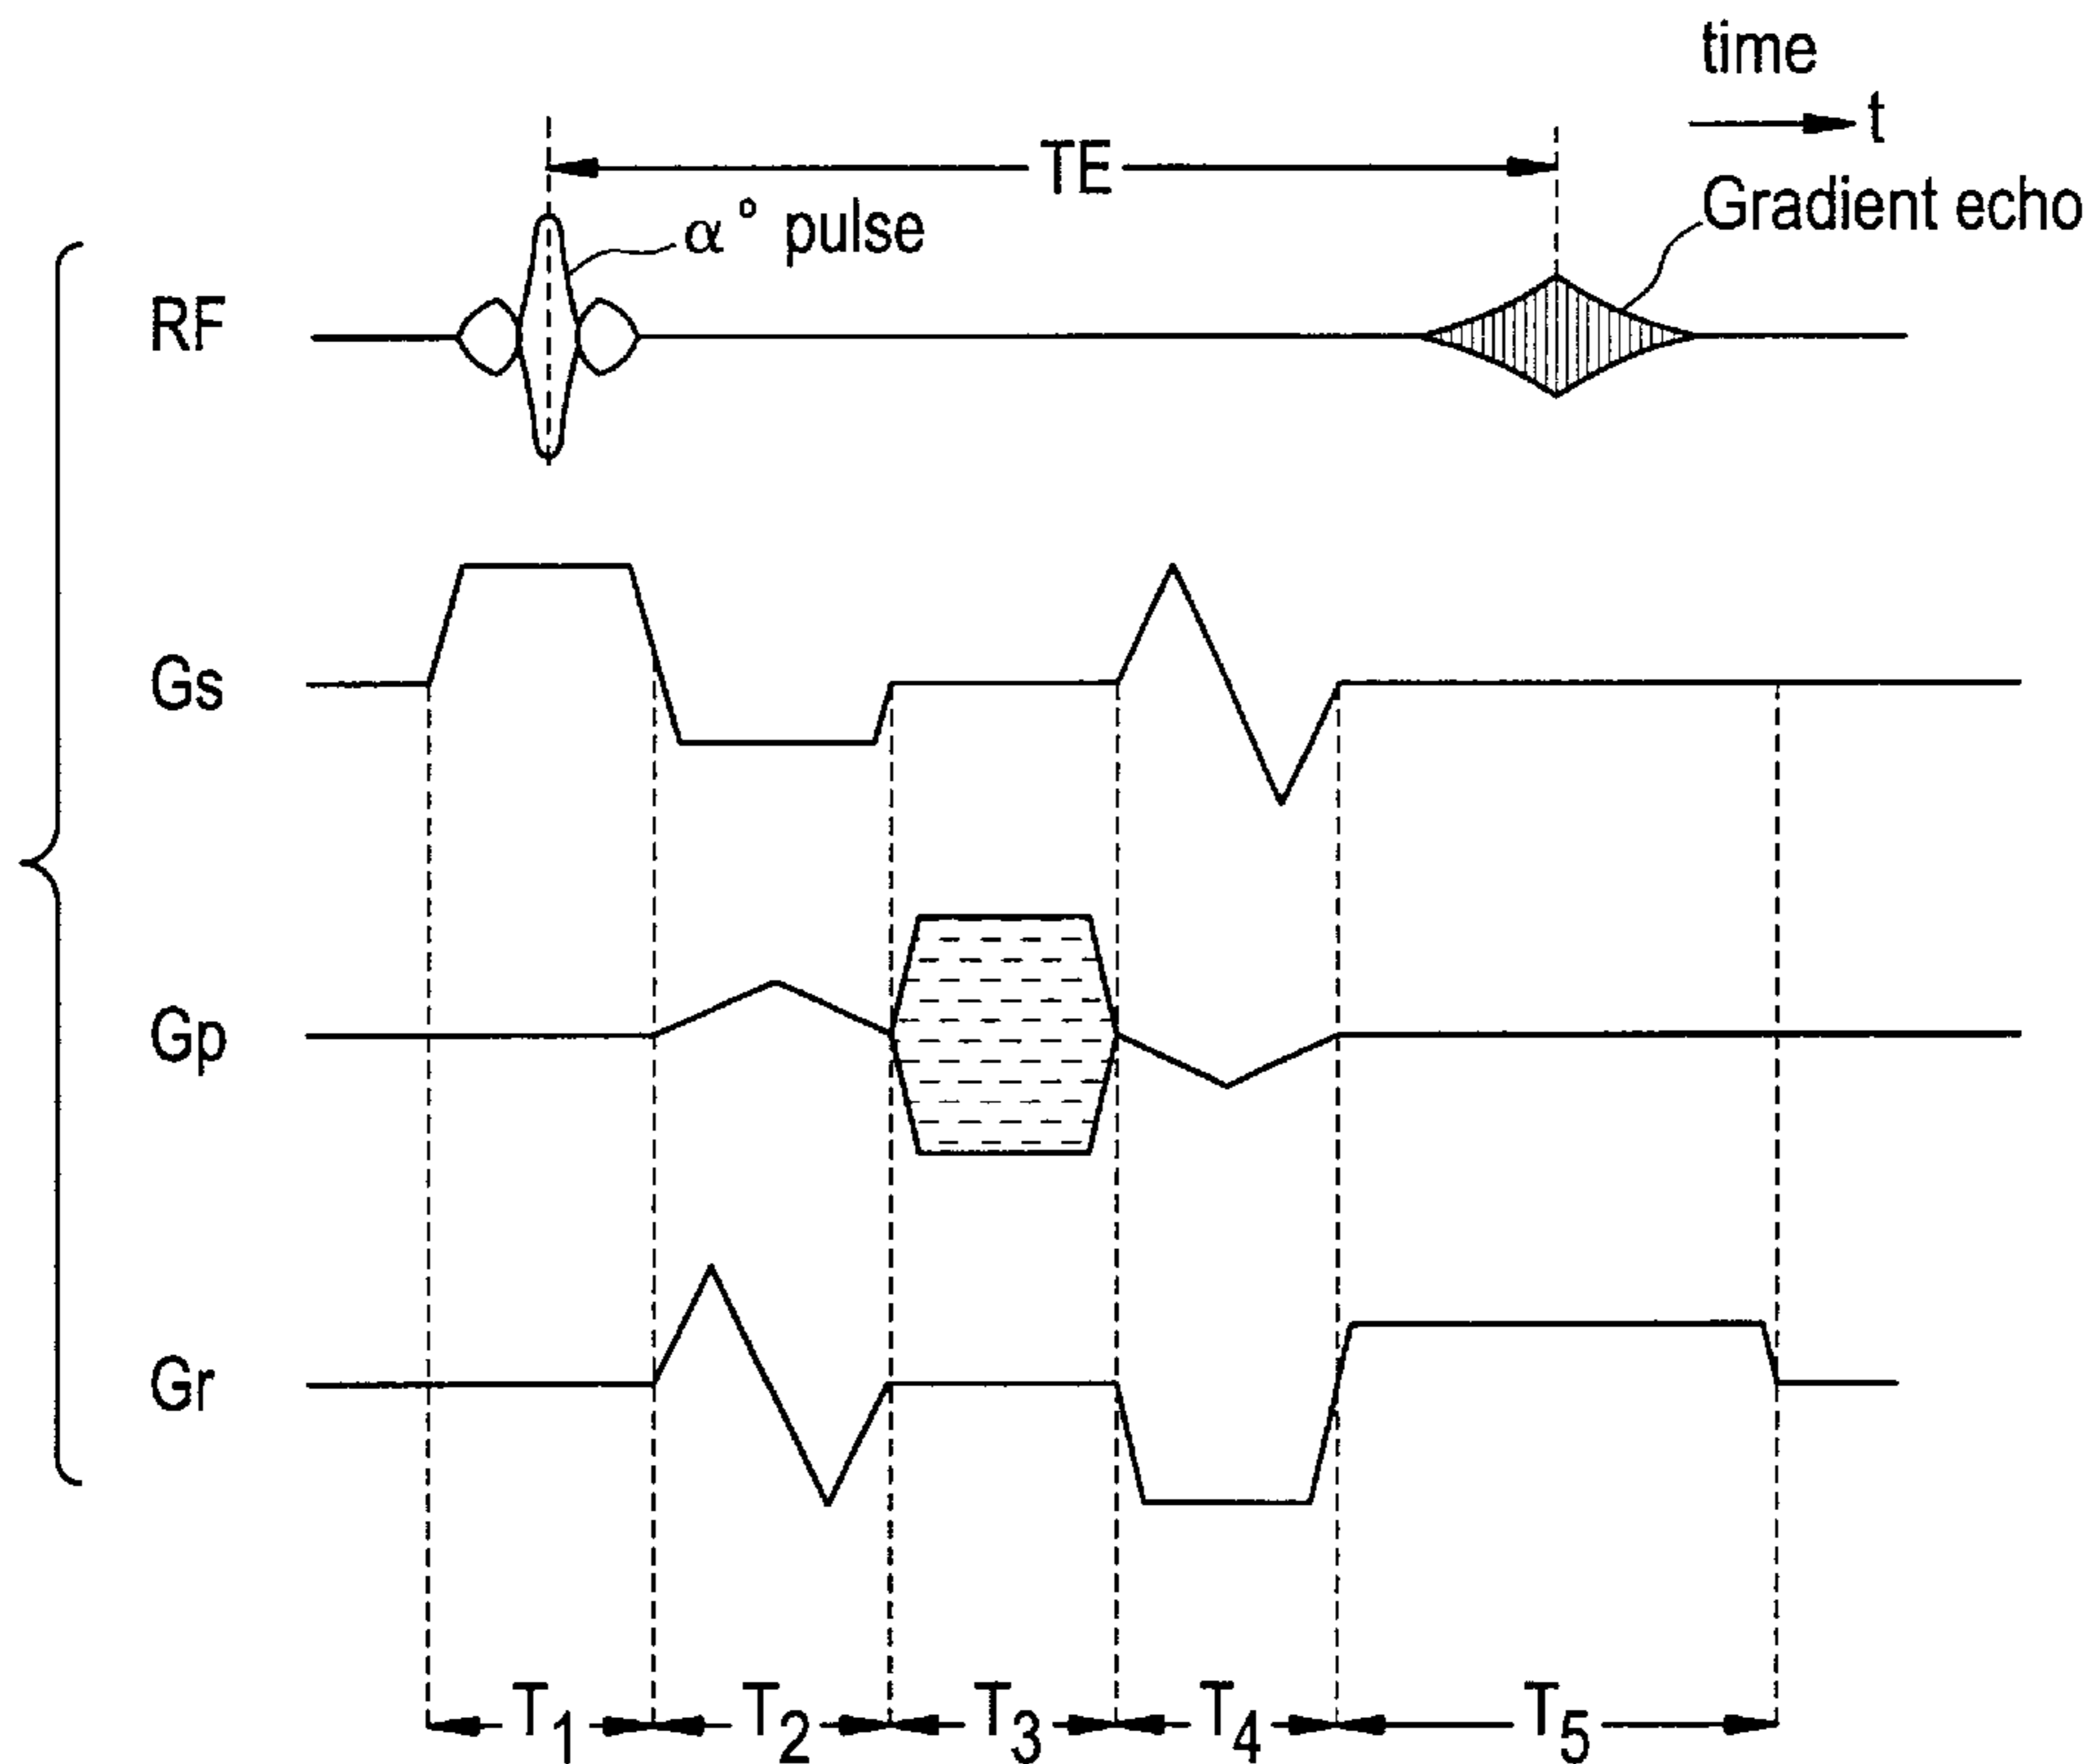 time
t
TE
Gradient echo
α° pulse
RF
Gs
Gp
Gr
T1 T2 T3 T4 T5